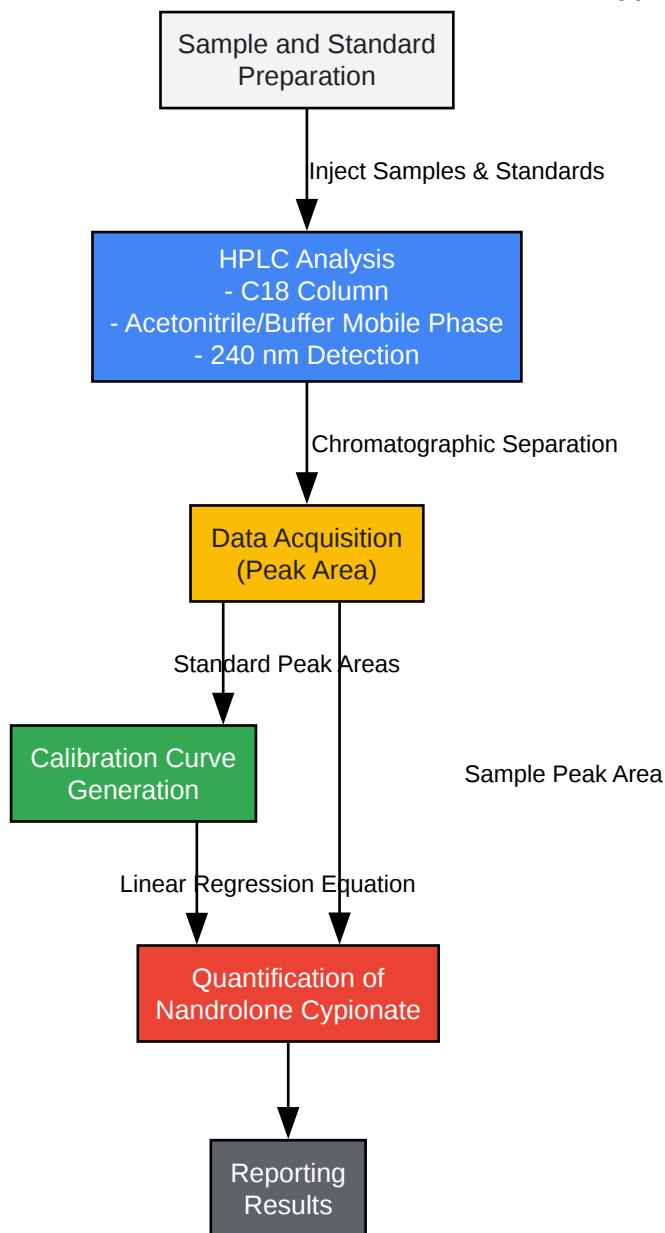 Sample and Standard
Preparation
Inject Samples & Standards
HPLC Analysis
- C18 Column
- Acetonitrile/Buffer Mobile Phase
- 240 nm Detection
Chromatographic Separation
Data Acquisition
(Peak Area)
Standard Peak Areas
Calibration Curve
Generation
Sample Peak Area
Linear Regression Equation
Quantification of
Nandrolone Cypionate
Reporting
Results